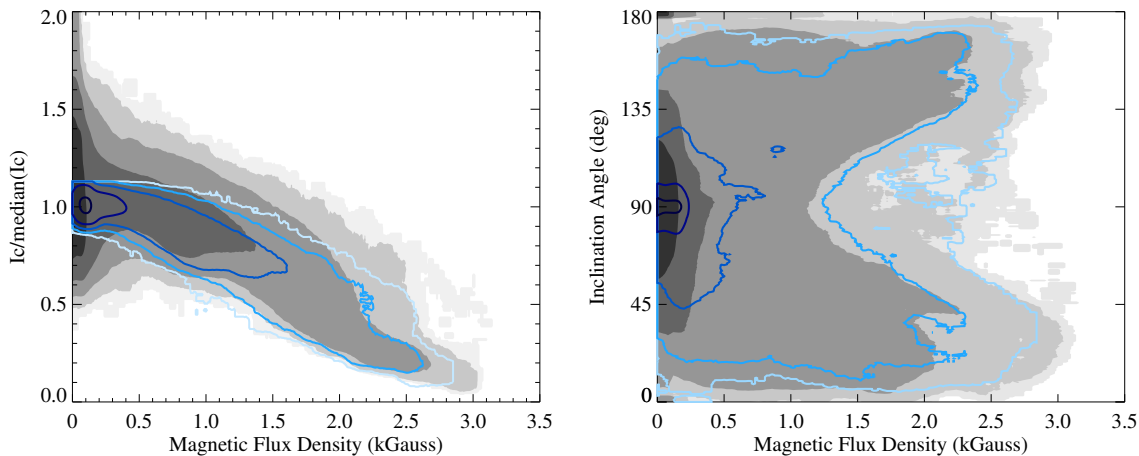 2.0
1.5
1.0
0.5
0.0
Ic/median(Ic)
0 0.5 1.0 1.5 2.0 2.5 3.0 3.5
Magnetic Flux Density (kGauss)
180
135
90
45
0
Inclination Angle (deg)
0 0.5 1.0 1.5 2.0 2.5 3.0 3.5
Magnetic Flux Density (kGauss)